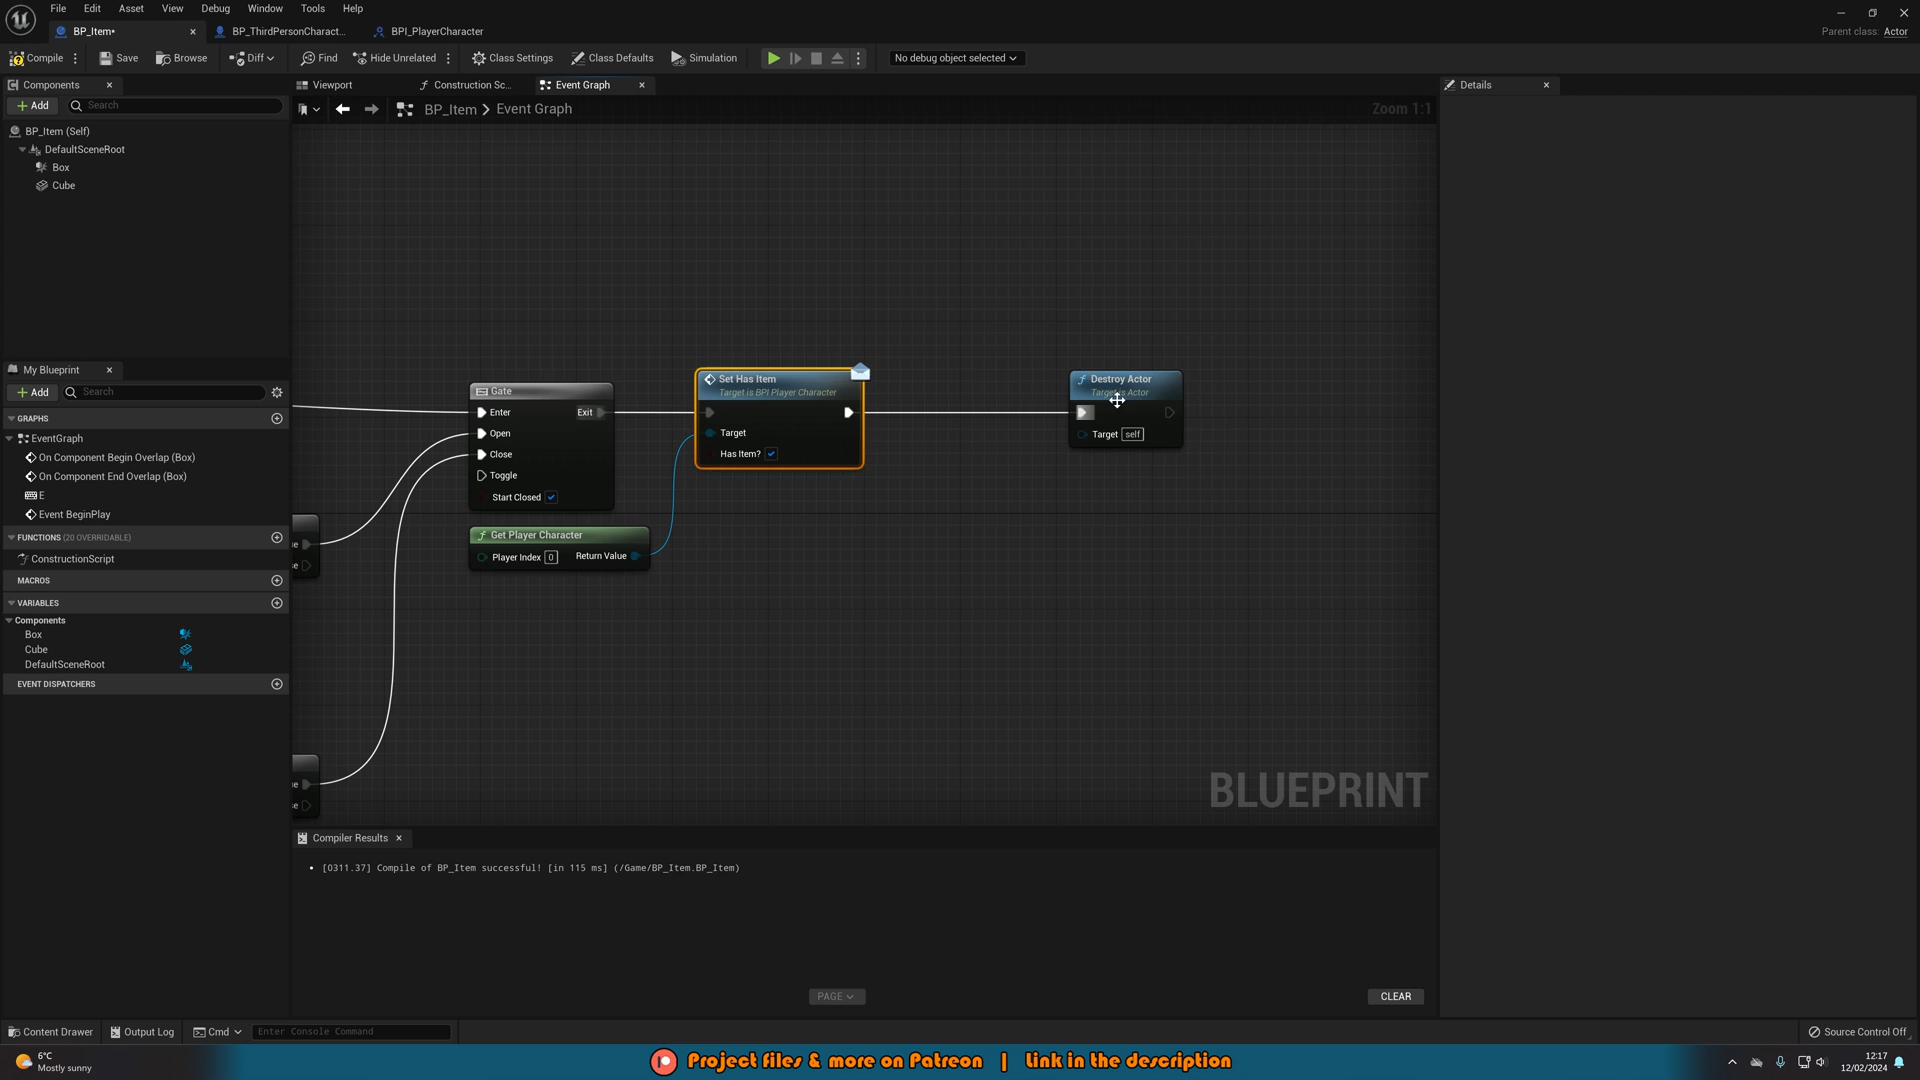 File Edit Asset View Debug Window Tools Help
BP_Item•
BP_ThirdPersonCharact...
BPI_PlayerCharacter
Parent class: Actor
Compile
Save
Browse
Diff
Find
Hide Unrelated
Class Settings
Class Defaults
Simulation
No debug object selected
Components
Viewport
Construction Sc...
Event Graph
Details
Add
Search
BP_Item > Event Graph
Zoom 1:1
BP_Item (Self)
DefaultSceneRoot
Box
Cube
My Blueprint
Add
Search
GRAPHS
EventGraph
On Component Begin Overlap (Box)
On Component End Overlap (Box)
E
Event BeginPlay
FUNCTIONS (20 OVERRIDABLE)
ConstructionScript
MACROS
VARIABLES
Components
Box
Cube
DefaultSceneRoot
EVENT DISPATCHERS
Gate
Enter
Exit
Open
Close
Toggle
Start Closed
Get Player Character
Player Index 0
Return Value
Set Has Item
Target is BPI Player Character
Target
Has Item?
Destroy Actor
Target is Actor
Target self
BLUEPRINT
Compiler Results
• [0311.37] Compile of BP_Item successful! [in 115 ms] (/Game/BP_Item.BP_Item)
PAGE
CLEAR
Content Drawer
Output Log
Cmd
Enter Console Command
Source Control Off
6°C
Mostly sunny
Project files & more on Patreon | Link in the description
12:17
12/02/2024